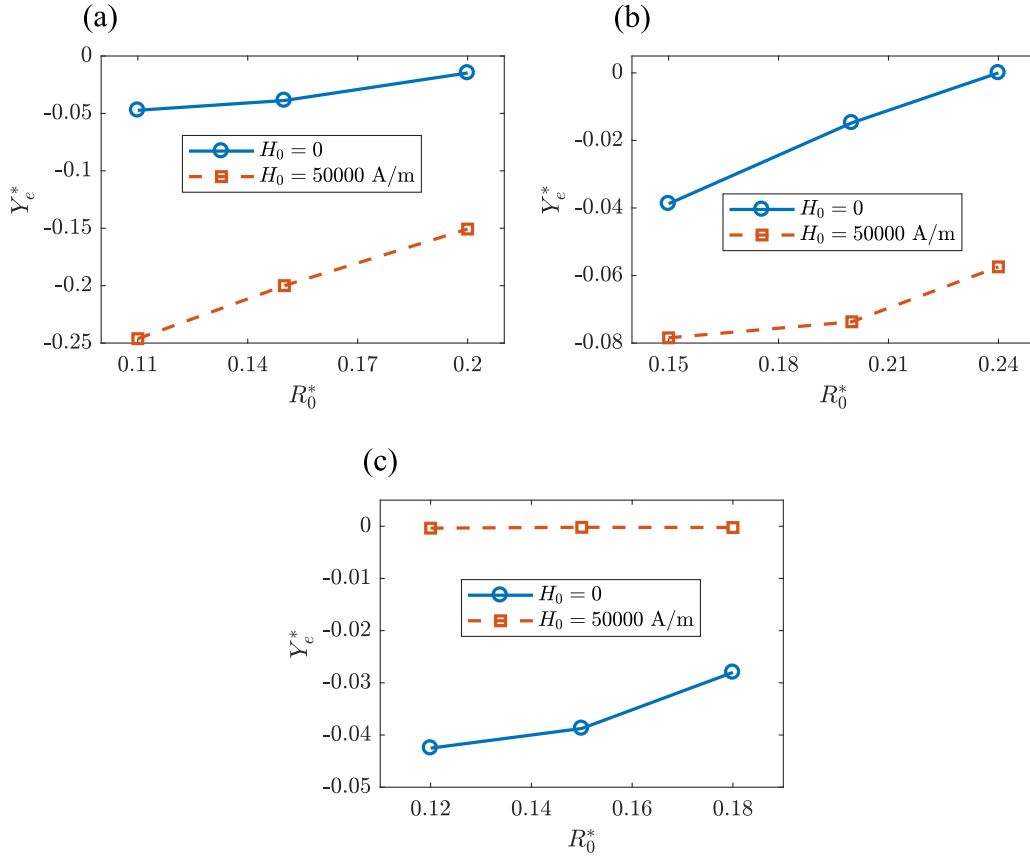 (a)
0
-0.05
-0.1
-0.15
-0.2
-0.25
0.11
0.14
0.17
0.2
Y*e
R*0
H0 = 0
H0 = 50000 A/m
(b)
0
-0.02
-0.04
-0.06
-0.08
0.15
0.18
0.21
0.24
Y*e
R*0
H0 = 0
H0 = 50000 A/m
(c)
0
-0.01
-0.02
-0.03
-0.04
-0.05
0.12
0.14
0.16
0.18
Y*e
R*0
H0 = 0
H0 = 50000 A/m